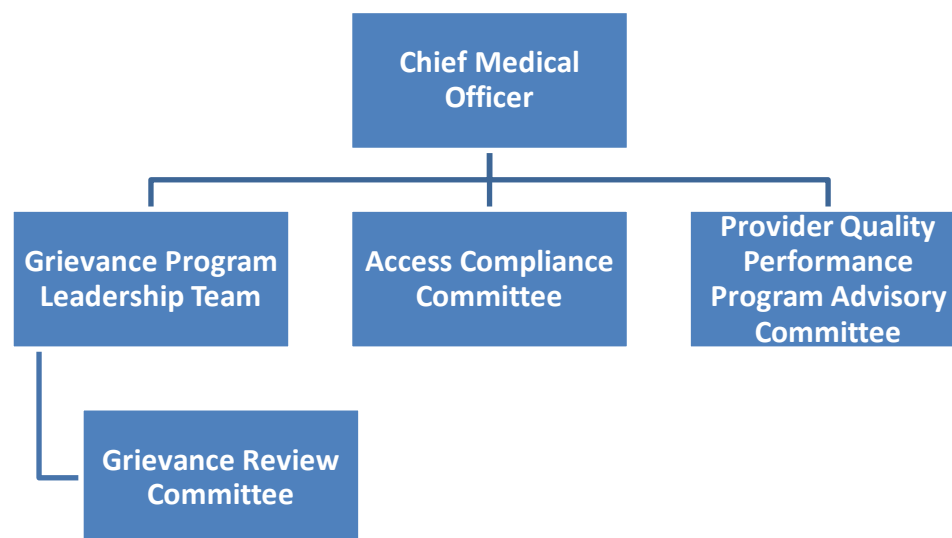 Chief Medical
Officer
Grievance Program
Leadership Team
Access Compliance
Committee
Provider Quality
Performance
Program Advisory
Committee
Grievance Review
Committee